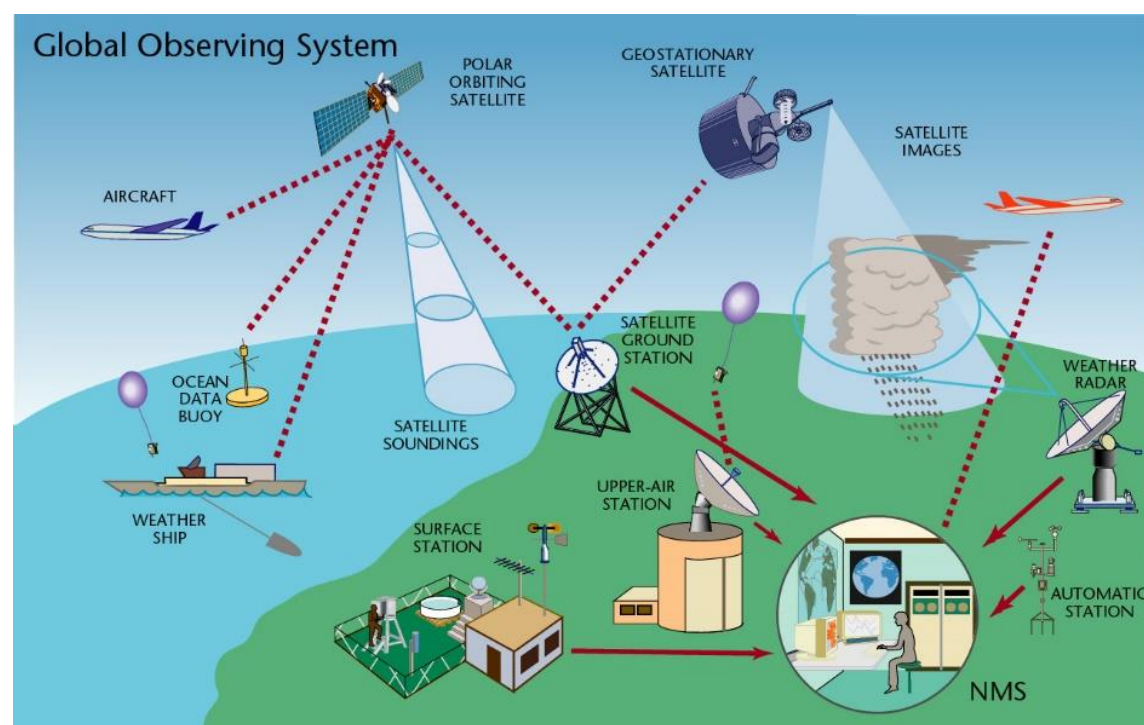 Global Observing System
POLAR
ORBITING
SATELLITE
GEOSTATIONARY
SATELLITE
SATELLITE
IMAGES
AIRCRAFT
OCEAN
DATA
BUOY
SATELLITE
SOUNDINGS
SATELLITE
GROUND
STATION
WEATHER
RADAR
WEATHER
SHIP
SURFACE
STATION
UPPER-AIR
STATION
AUTOMATIC
STATION
NMS